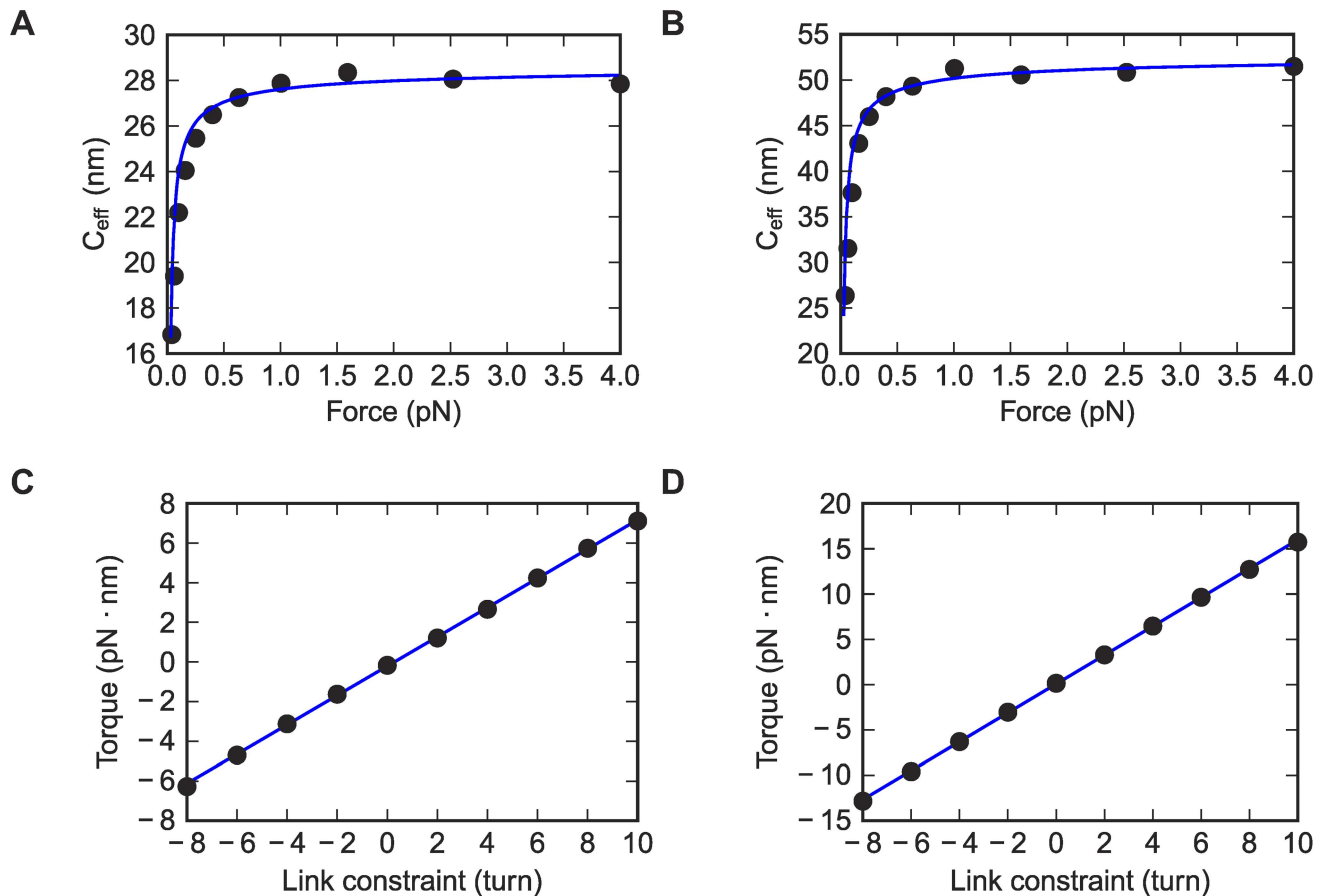 A
B
30
28
26
24
22
20
18
16
C_eff (nm)
0.0 0.5 1.0 1.5 2.0 2.5 3.0 3.5 4.0
Force (pN)
55
50
45
40
35
30
25
20
C_eff (nm)
0.0 0.5 1.0 1.5 2.0 2.5 3.0 3.5 4.0
Force (pN)
C
D
8
6
4
2
0
−2
−4
−6
−8
Torque (pN · nm)
−8 −6 −4 −2 0 2 4 6 8 10
Link constraint (turn)
20
15
10
5
0
−5
−10
−15
Torque (pN · nm)
−8 −6 −4 −2 0 2 4 6 8 10
Link constraint (turn)